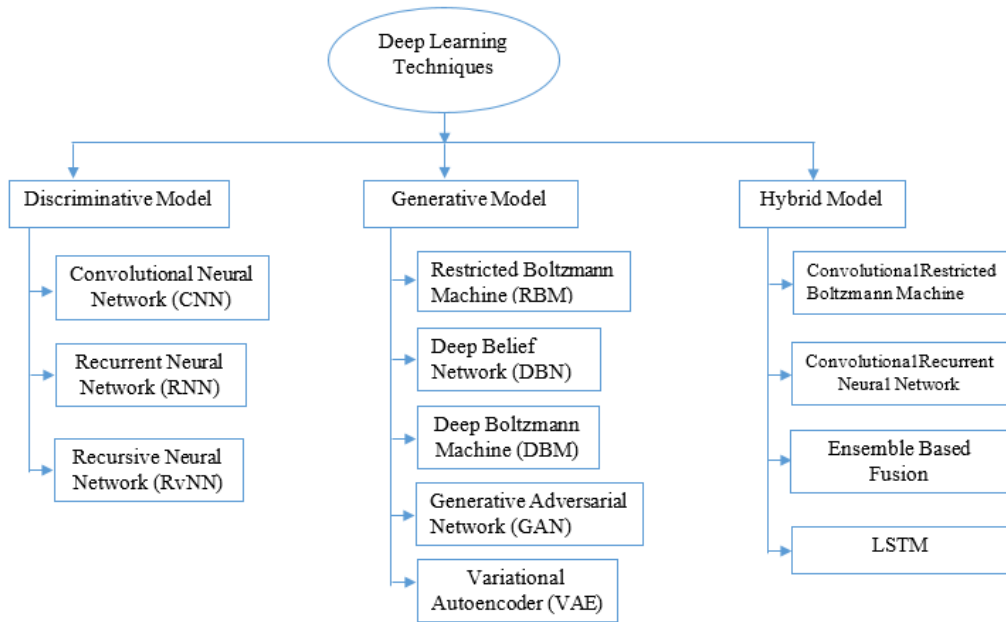 Deep Learning
Techniques
Discriminative Model
Generative Model
Hybrid Model
Convolutional Neural
Network (CNN)
Recurrent Neural
Network (RNN)
Recursive Neural
Network (RvNN)
Restricted Boltzmann
Machine (RBM)
Deep Belief
Network (DBN)
Deep Boltzmann
Machine (DBM)
Generative Adversarial
Network (GAN)
Variational
Autoencoder (VAE)
Convolutional Restricted
Boltzmann Machine
Convolutional Recurrent
Neural Network
Ensemble Based
Fusion
LSTM